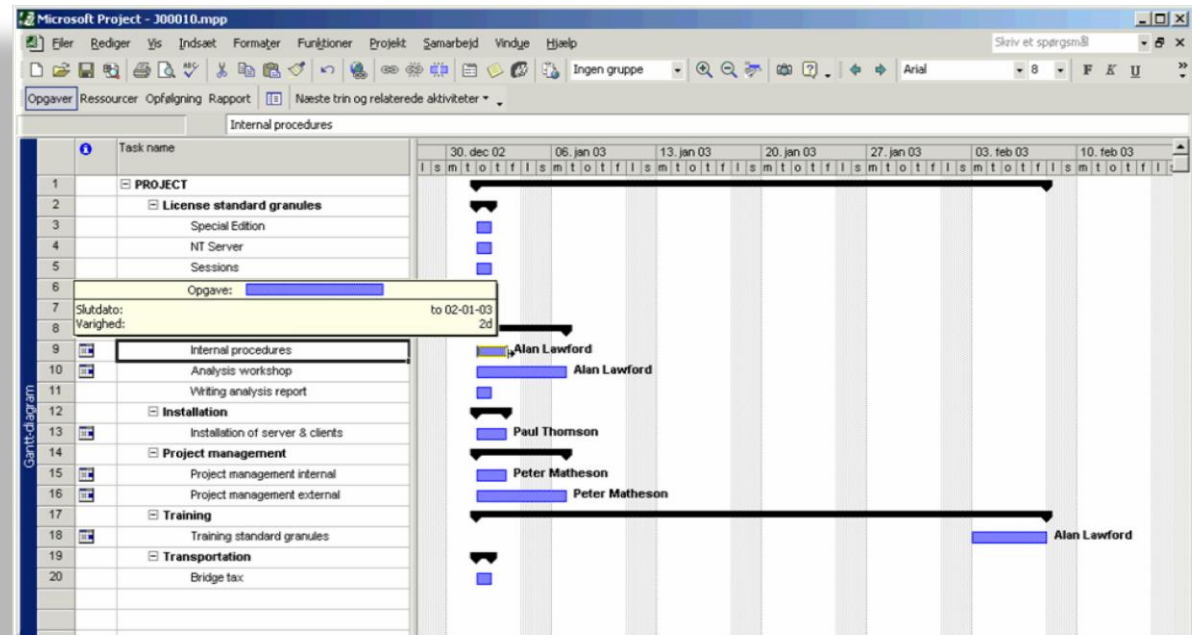 Microsoft Project - J00010.mpp
Filer Rediger Vis Indsæt Formater Funktioner Projekt Samarbejd Vindue Hjælp Skriv et spørgsmål
Ingen gruppe Arial 8 F K U
Opgaver Ressourcer Opfølgning Rapport Næste trin og relaterede aktiviteter
Internal procedures
Task name 30. dec 02 06. jan 03 13. jan 03 20. jan 03 27. jan 03 03. feb 03 10. feb 03
l s m t o t f l s m t o t f l s m t o t f l s m t o t f l s m t o t f l s m t o t f l s m t o t f l s
1 PROJECT
2 License standard granules
3 Special Edition
4 NT Server
5 Sessions
6 Opgave:
7 Slutdato: to 02-01-03
8 Varighed: 2d
9 Internal procedures Alan Lawford
10 Analysis workshop Alan Lawford
11 Writing analysis report
12 Installation
13 Installation of server & clients Paul Thomson
14 Project management
15 Project management internal Peter Matheson
16 Project management external Peter Matheson
17 Training
18 Training standard granules Alan Lawford
19 Transportation
20 Bridge tax
Gantt-diagram